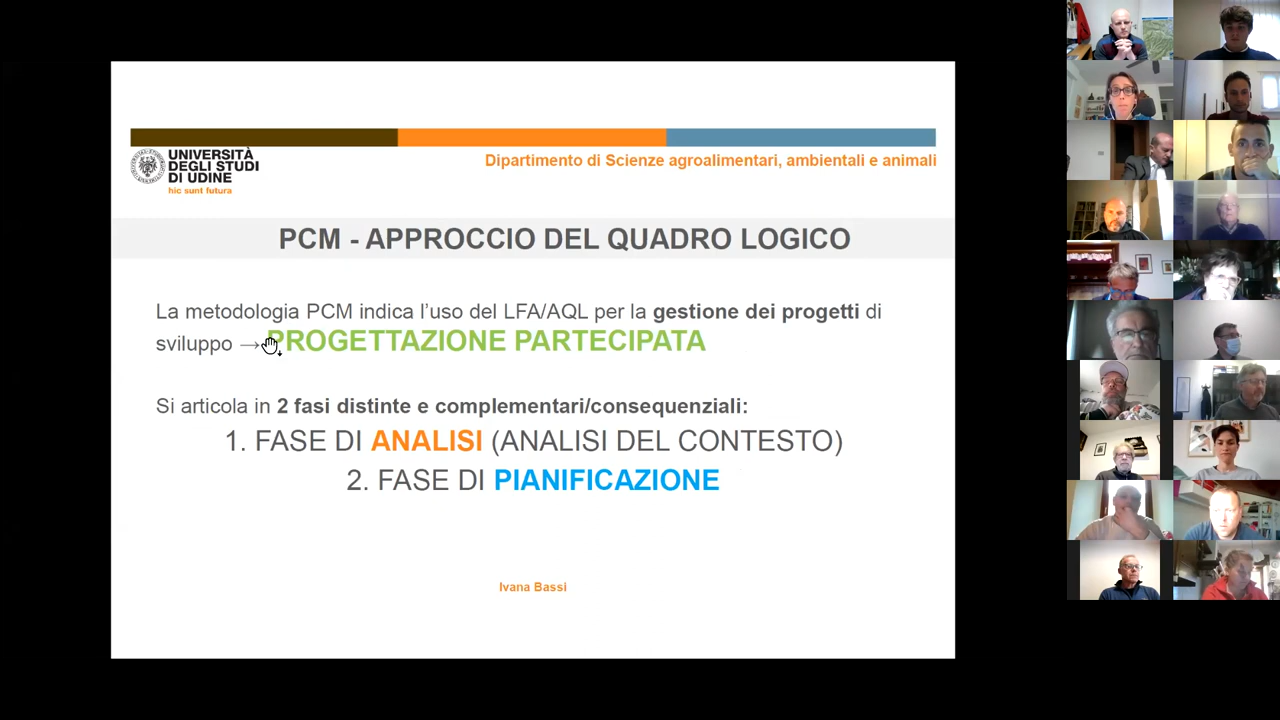 UNIVERSITÀ
DEGLI STUDI
DI UDINE
hic sunt futura
Dipartimento di Scienze agroalimentari, ambientali e animali
PCM - APPROCCIO DEL QUADRO LOGICO
La metodologia PCM indica l’uso del LFA/AQL per la gestione dei progetti di
sviluppo →PROGETTAZIONE PARTECIPATA
Si articola in 2 fasi distinte e complementari/consequenziali:
1. FASE DI ANALISI (ANALISI DEL CONTESTO)
2. FASE DI PIANIFICAZIONE
Ivana Bassi